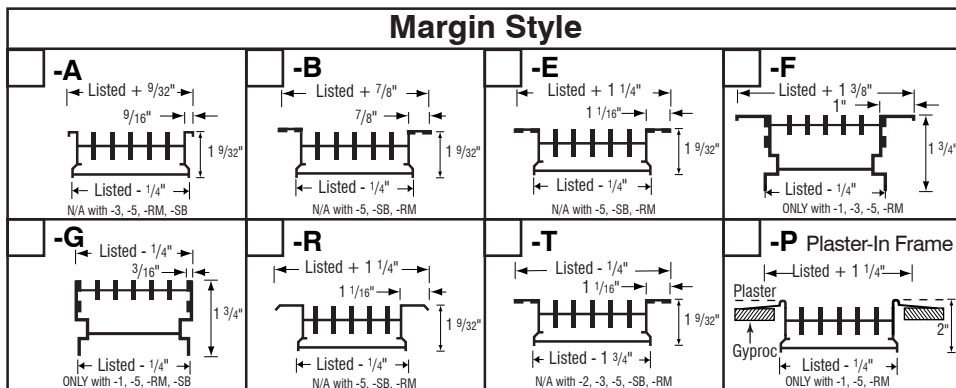 Margin Style
-A
Listed + 9/32"
9/16"
1 9/32"
Listed - 1/4"
N/A with -3, -5, -RM, -SB
-B
Listed + 7/8"
7/8"
1 9/32"
Listed - 1/4"
N/A with -5, -SB, -RM
-E
Listed + 1 1/4"
1 1/16"
1 9/32"
Listed - 1/4"
N/A with -5, -SB, -RM
-F
Listed + 1 3/8"
1"
1 3/4"
Listed - 1/4"
ONLY with -1, -3, -5, -RM
-G
Listed - 1/4"
3/16"
1 3/4"
Listed - 1/4"
ONLY with -1, -5, -RM, -SB
-R
Listed + 1 1/4"
1 1/16"
1 9/32"
Listed - 1/4"
N/A with -5, -SB, -RM
-T
Listed - 1/4"
1 1/16"
1 9/32"
Listed - 1 3/4"
N/A with -2, -3, -5, -SB, -RM
-P Plaster-In Frame
Listed + 1 1/4"
Plaster
2"
Gyproc
Listed - 1/4"
ONLY with -1, -5, -RM